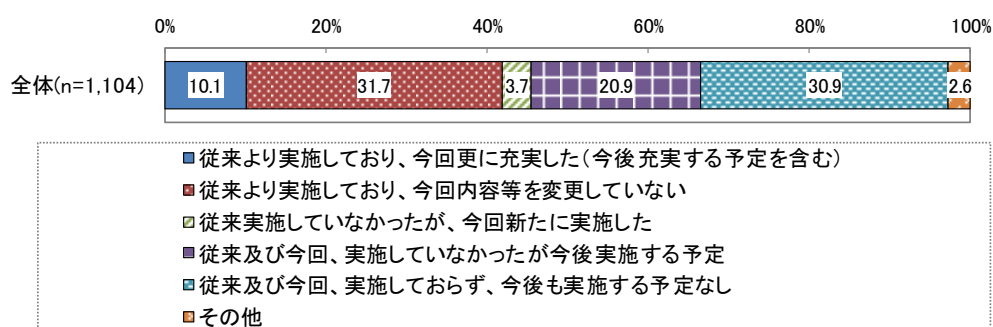 0% 20% 40% 60% 80% 100%
全体(n=1,104) 10.1 31.7 3.7 20.9 30.9 2.6
従来より実施しており、今回更に充実した(今後充実する予定を含む)
従来より実施しており、今回内容等を変更していない
従来実施していなかったが、今回新たに実施した
従来及び今回、実施していなかったが今後実施する予定
従来及び今回、実施しておらず、今後も実施する予定なし
その他